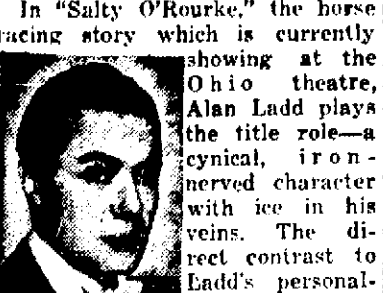 In "Salty O'Rourke," the horse
racing story which is currently
showing at the
Ohio theatre,
Alan Ladd plays
the title role—a
cynical, iron-
nerved character
with ice in his
veins. The di-
rect contrast to
Ladd's personal-